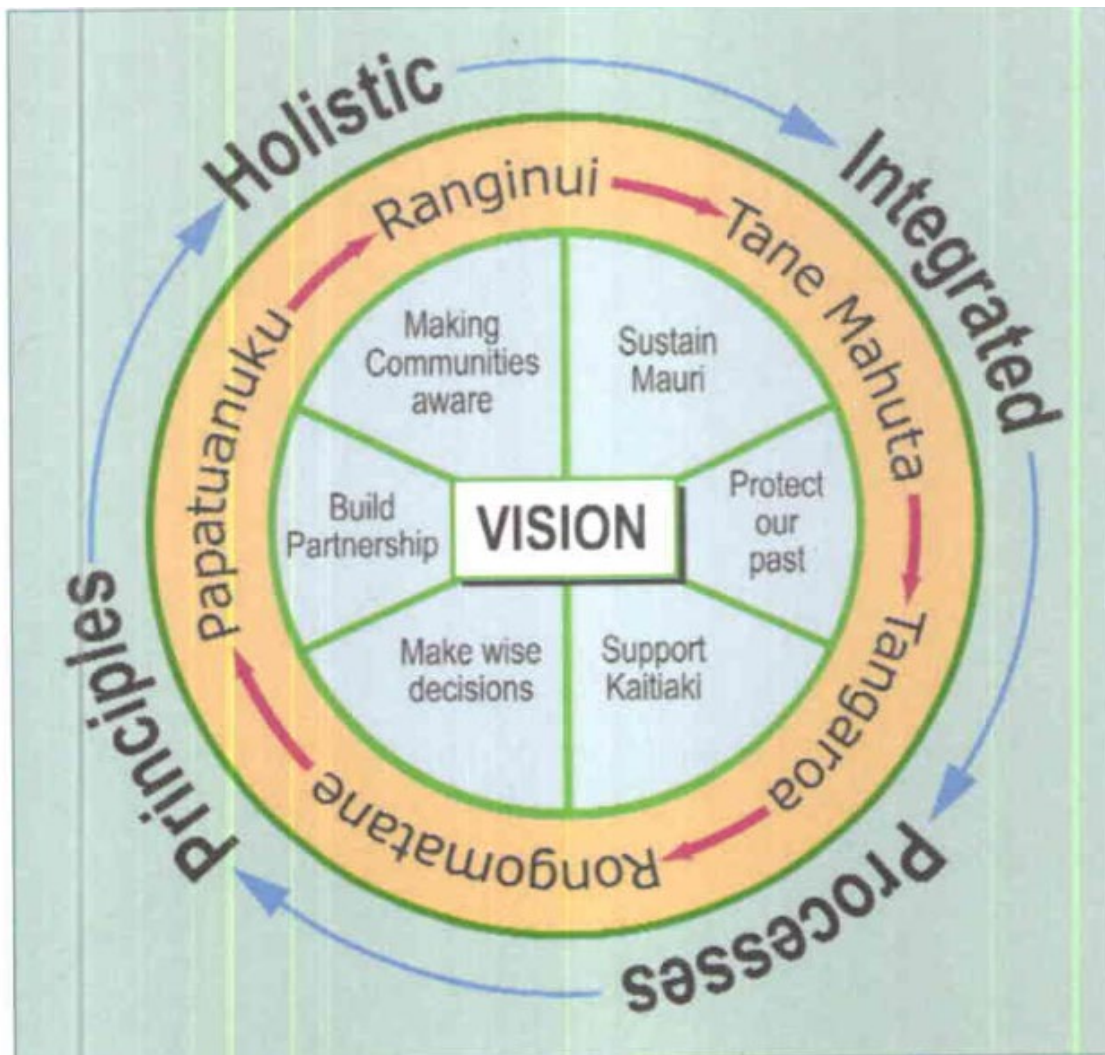 Holistic
Integrated
Processes
Principles
Ranginui
Tane Mahuta
Tangaroa
Rongomatane
Papatuanuku
Making
Communities
aware
Sustain
Mauri
Protect
our
past
Support
Kaitiaki
Make wise
decisions
Build
Partnership
VISION